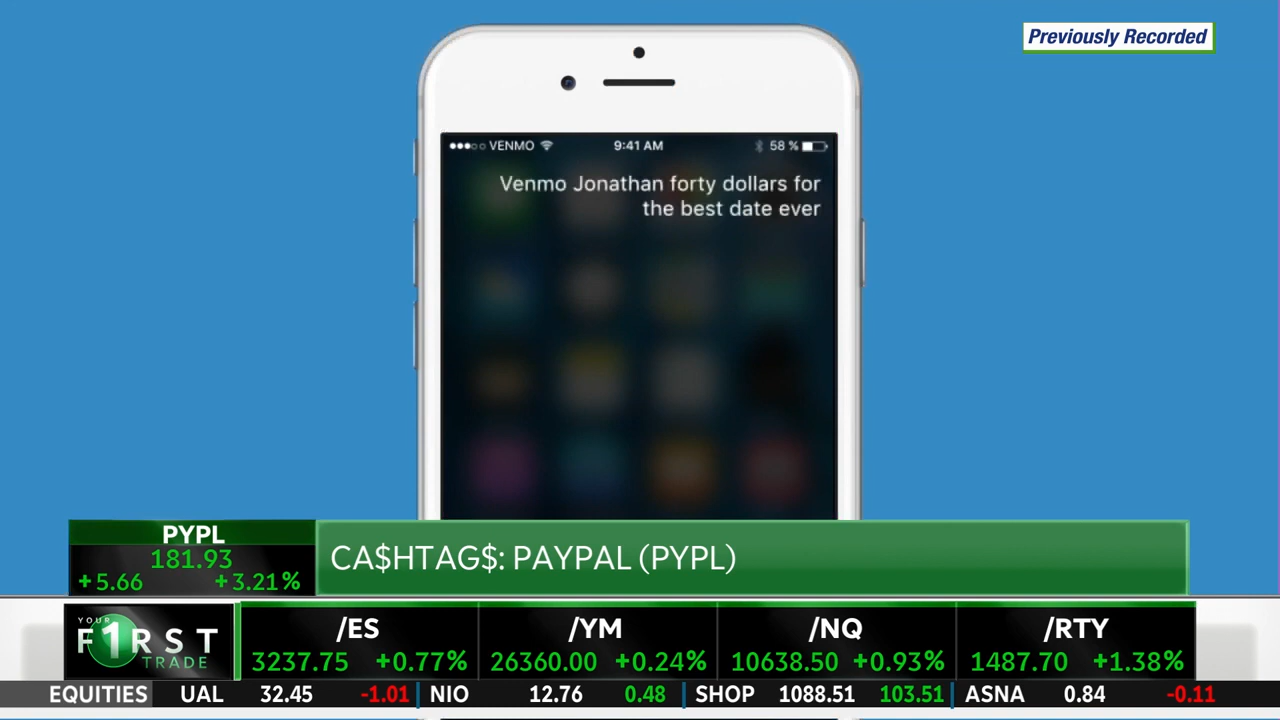 Previously Recorded
VENMO 9:41 AM 58 %
Venmo Jonathan forty dollars for
the best date ever
PYPL
181.93
+5.66 +3.21%
CA$HTAG$: PAYPAL (PYPL)
YOUR
F1RST
TRADE
/ES /YM /NQ /RTY
3237.75 +0.77% 26360.00 +0.24% 10638.50 +0.93% 1487.70 +1.38%
EQUITIES UAL 32.45 -1.01 NIO 12.76 0.48 SHOP 1088.51 103.51 ASNA 0.84 -0.11